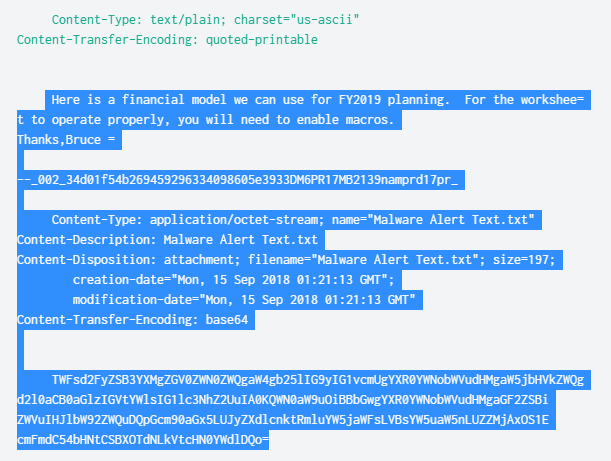 Content-Type: text/plain; charset="us-ascii"
Content-Transfer-Encoding: quoted-printable
Here is a financial model we can use for FY2019 planning.  For the workshee=
t to operate properly, you will need to enable macros.
Thanks,Bruce =
--_002_34d01f54b269459296334098605e3933DM6PR17MB2139namprd17pr_
Content-Type: application/octet-stream; name="Malware Alert Text.txt"
Content-Description: Malware Alert Text.txt
Content-Disposition: attachment; filename="Malware Alert Text.txt"; size=197;
creation-date="Mon, 15 Sep 2018 01:21:13 GMT";
modification-date="Mon, 15 Sep 2018 01:21:13 GMT"
Content-Transfer-Encoding: base64
TWFsd2FyZSB3YXMgZGV0ZWN0ZWQgaW4gb25lIG9yIG1vcmUgYXR0YWNobWVudHMgaW5jbHVkZWQg
d2l0aCB0aGlzIGVtYWlsIG1lc3NhZ2UuIA0KQWN0aW9uOiBBbGwgYXR0YWNobWVudHMgaGF2ZSBi
ZWVuIHJlbW92ZWQuDQpGcm90aGx5LUJyZXdlcnktRmluYW5jaWFsLVBsYW5uaW5nLUZZMjAxOS1E
cmFmdC54bHNtCSBXOTdNLkVtcHN0YWdlDQo=